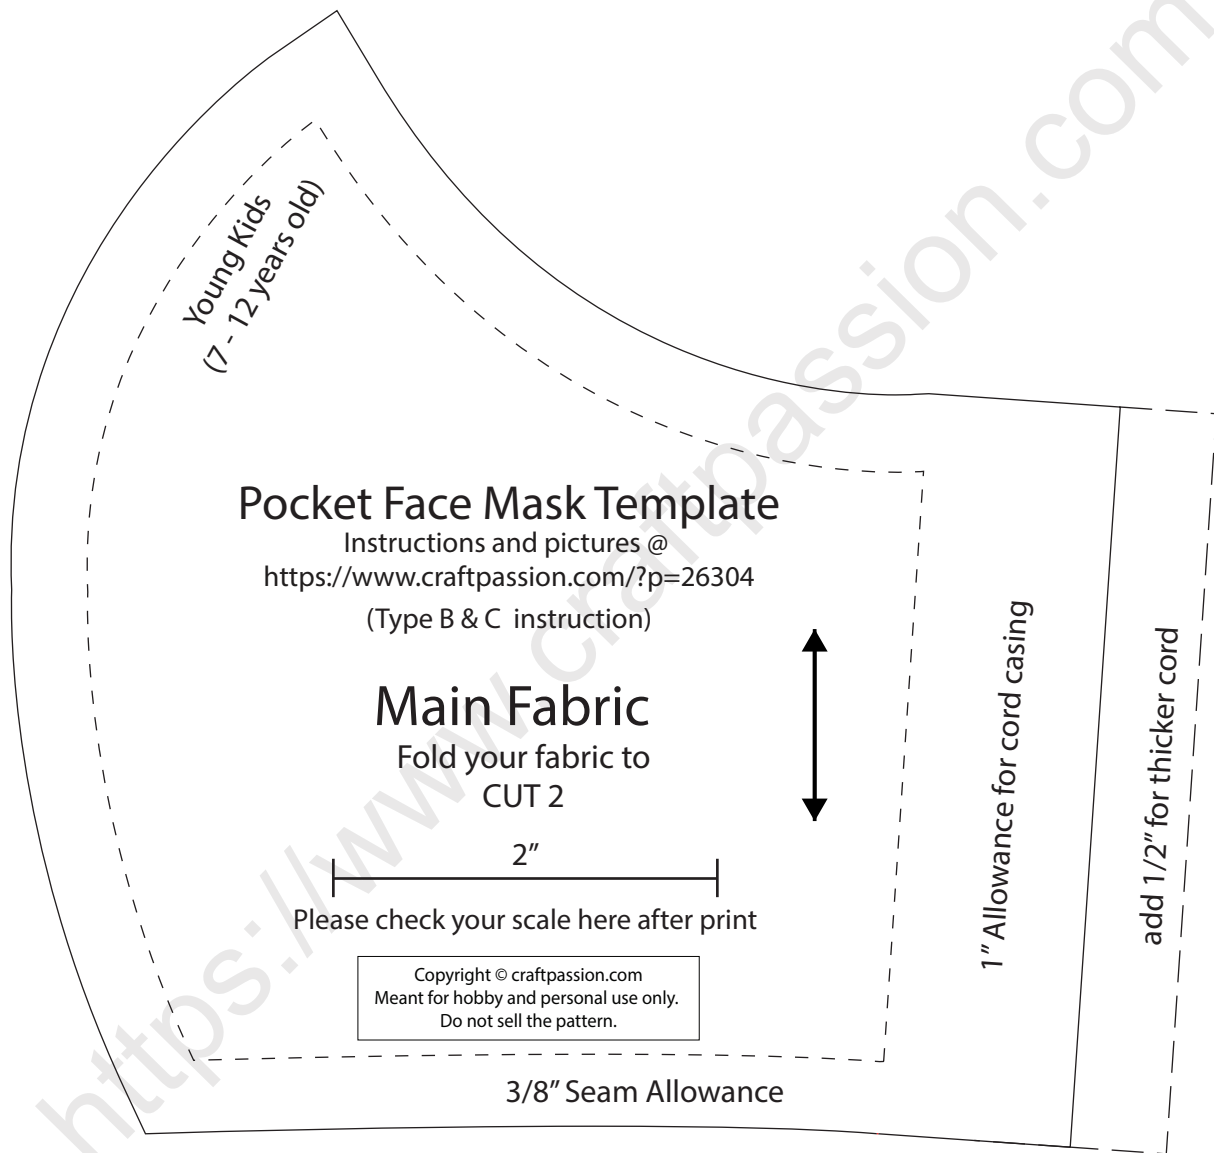 https://www.craftpassion.com
Young Kids
(7 - 12 years old)
Pocket Face Mask Template
Instructions and pictures @
https://www.craftpassion.com/?p=26304
(Type B & C instruction)
Main Fabric
Fold your fabric to
CUT 2
2”
Please check your scale here after print
Copyright © craftpassion.com
Meant for hobby and personal use only.
Do not sell the pattern.
3/8” Seam Allowance
1” Allowance for cord casing
add 1/2” for thicker cord